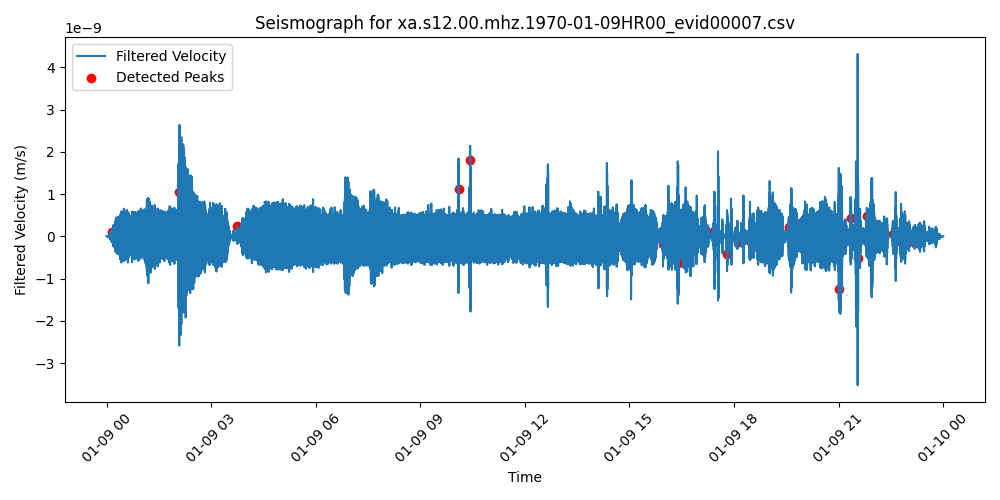 Seismograph for xa.s12.00.mhz.1970-01-09HR00_evid00007.csv
1e−9
Filtered Velocity
Detected Peaks
4
3
2
1
0
−1
−2
−3
Filtered Velocity (m/s)
01-09 00
01-09 03
01-09 06
01-09 09
01-09 12
01-09 15
01-09 18
01-09 21
01-10 00
Time